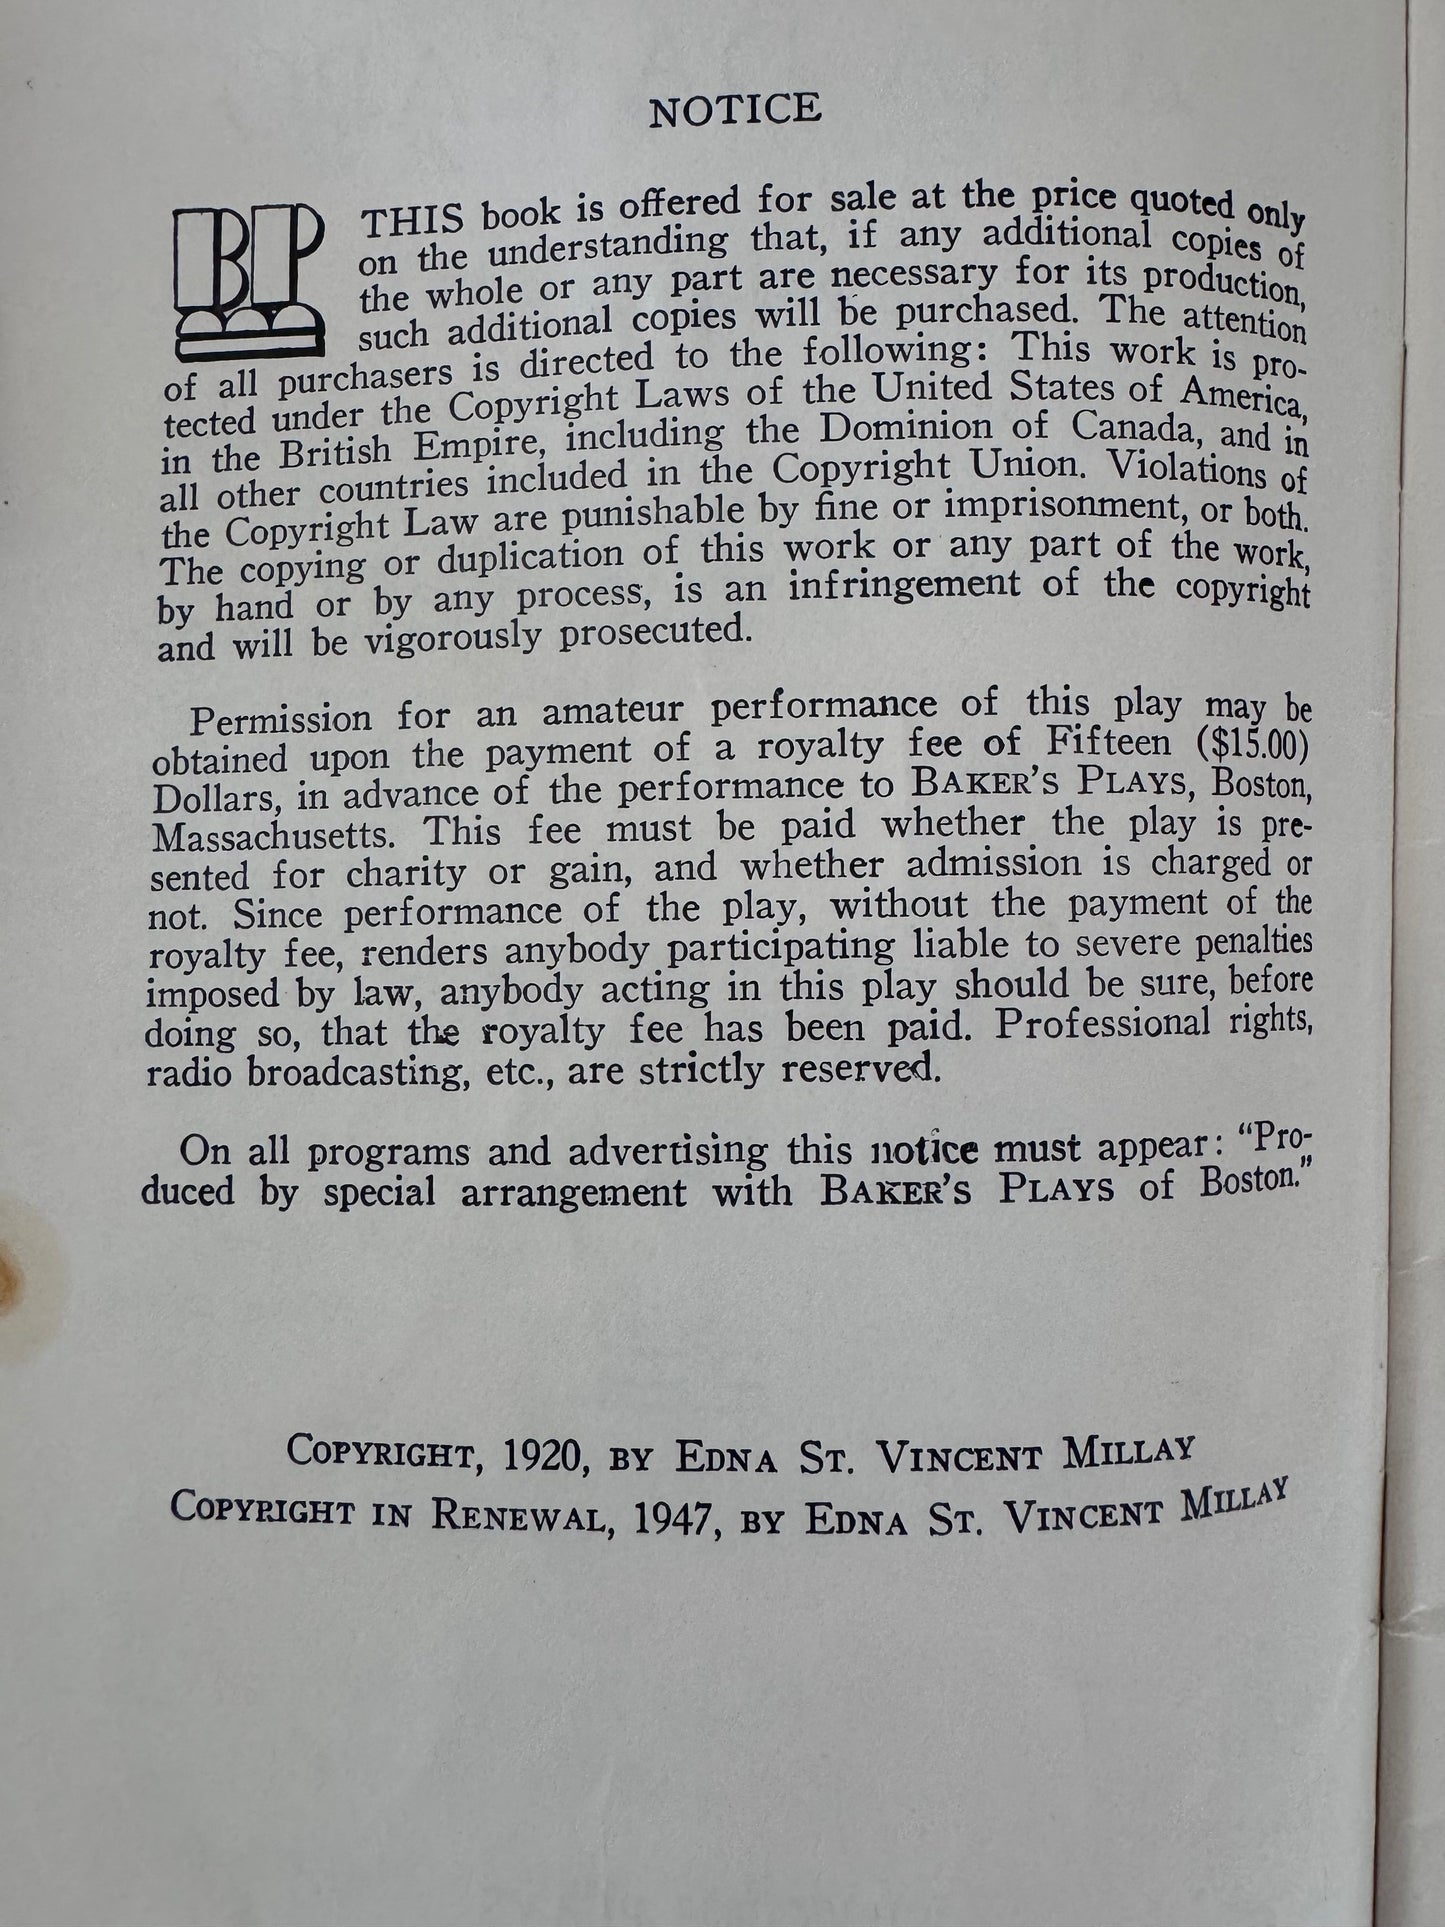 NOTICE
BP
THIS book is offered for sale at the price quoted only
on the understanding that, if any additional copies of
the whole or any part are necessary for its production,
such additional copies will be purchased. The attention
of all purchasers is directed to the following: This work is pro-
tected under the Copyright Laws of the United States of America,
in the British Empire, including the Dominion of Canada, and in
all other countries included in the Copyright Union. Violations of
the Copyright Law are punishable by fine or imprisonment, or both.
The copying or duplication of this work or any part of the work,
by hand or by any process, is an infringement of the copyright
and will be vigorously prosecuted.
Permission for an amateur performance of this play may be
obtained upon the payment of a royalty fee of Fifteen ($15.00)
Dollars, in advance of the performance to BAKER'S PLAYS, Boston,
Massachusetts. This fee must be paid whether the play is pre-
sented for charity or gain, and whether admission is charged or
not. Since performance of the play, without the payment of the
royalty fee, renders anybody participating liable to severe penalties
imposed by law, anybody acting in this play should be sure, before
doing so, that the royalty fee has been paid. Professional rights,
radio broadcasting, etc., are strictly reserved.
On all programs and advertising this notice must appear: "Pro-
duced by special arrangement with BAKER'S PLAYS of Boston."
COPYRIGHT, 1920, BY EDNA ST. VINCENT MILLAY
COPYRIGHT IN RENEWAL, 1947, BY EDNA ST. VINCENT MILLAY